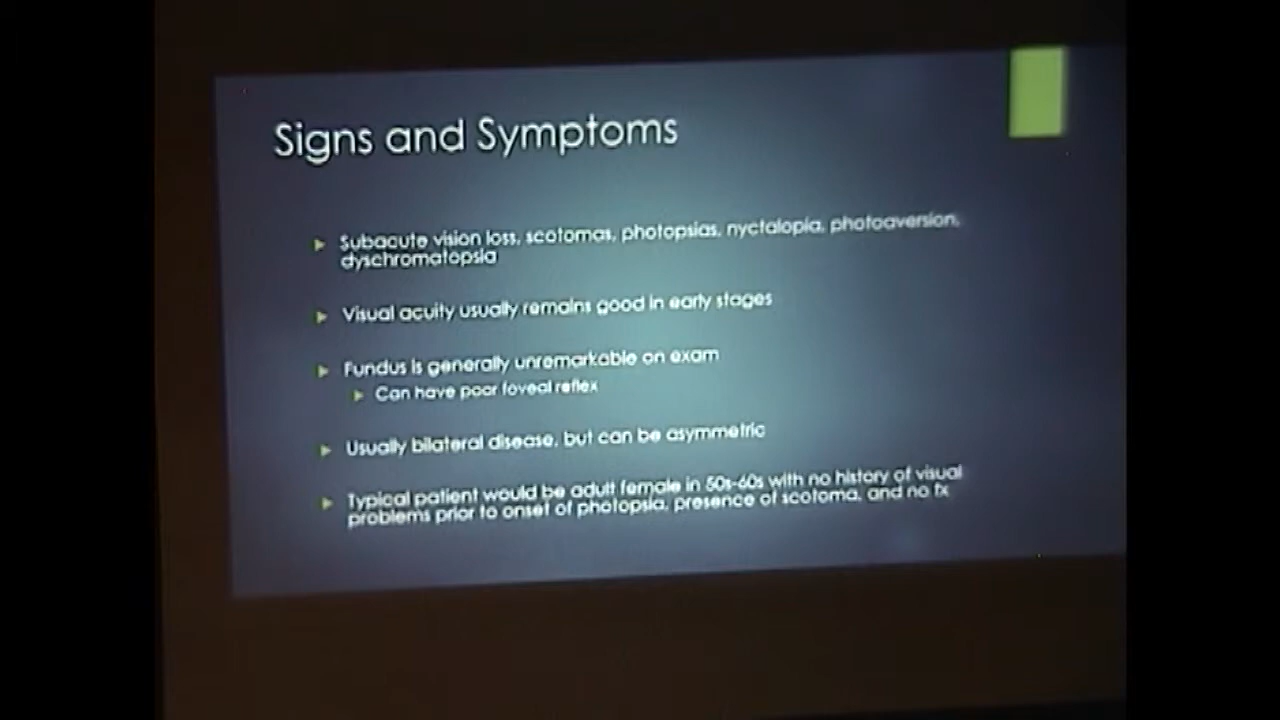 Signs and Symptoms
Subacute vision loss, scotomas, photopsias, nyctalopia, photoaversion,
dyschromatopsia
Visual acuity usually remains good in early stages
Fundus is generally unremarkable on exam
Can have poor foveal reflex
Usually bilateral disease, but can be asymmetric
Typical patient would be adult female in 50s-60s with no history of visual
problems prior to onset of photopsia, presence of scotoma, and no fx